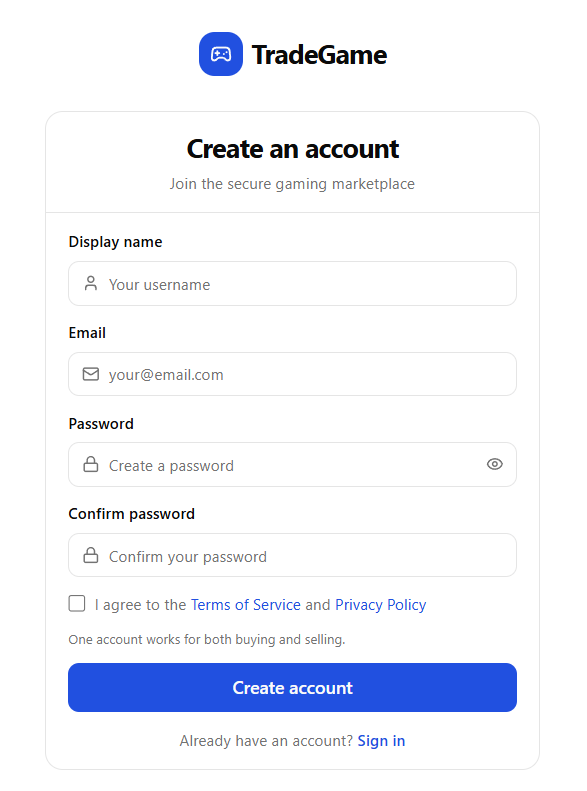 TradeGame
Create an account
Join the secure gaming marketplace
Display name
Your username
Email
your@email.com
Password
Create a password
Confirm password
Confirm your password
I agree to the Terms of Service and Privacy Policy
One account works for both buying and selling.
Create account
Already have an account? Sign in